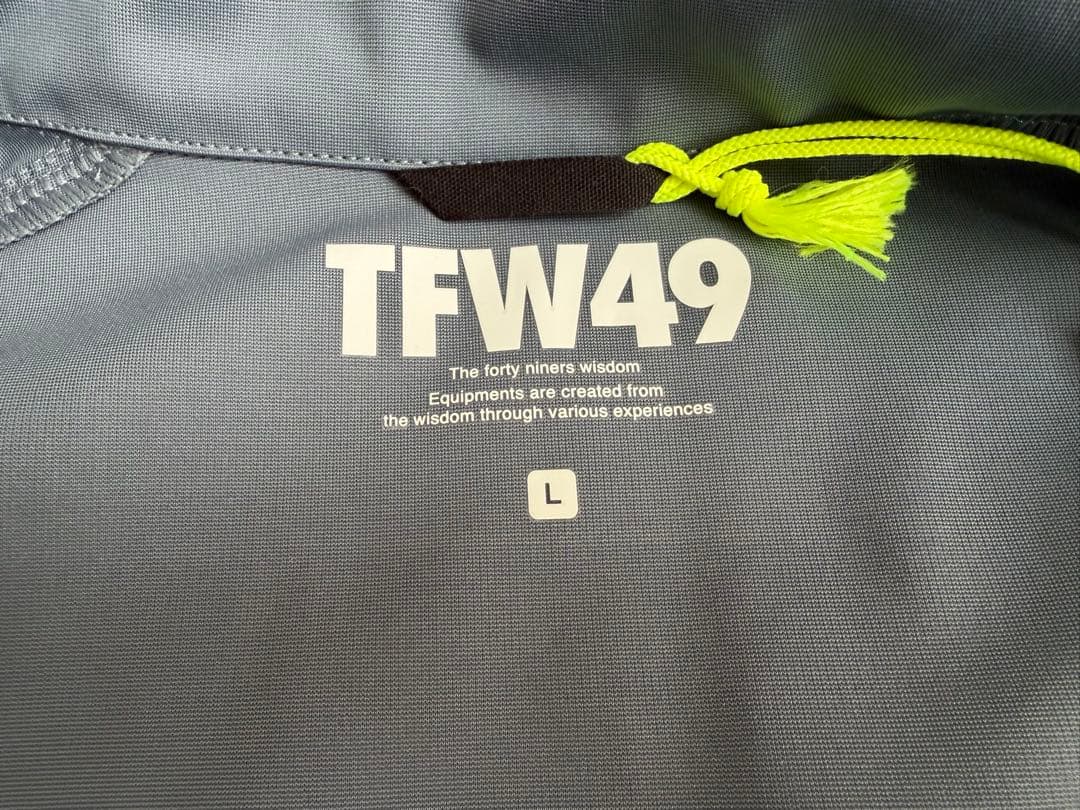 TFW49
The forty niners wisdom
Equipments are created from
the wisdom through various experiences
L